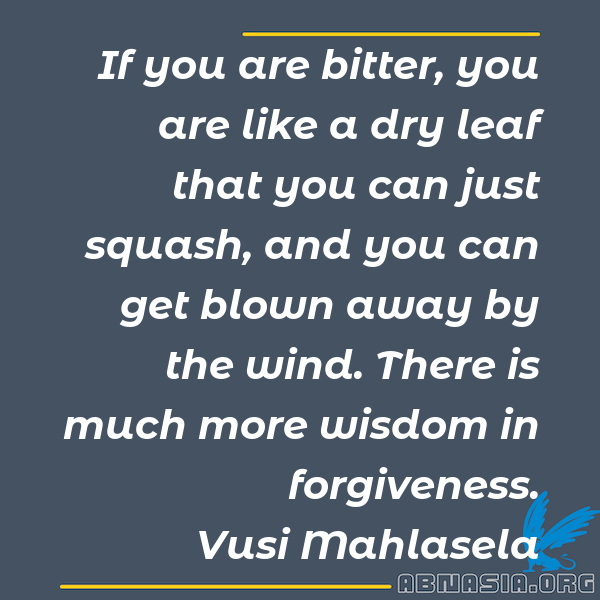 If you are bitter, you
are like a dry leaf
that you can just
squash, and you can
get blown away by
the wind. There is
much more wisdom in
forgiveness.
Vusi Mahlasela
ABNASIA.ORG